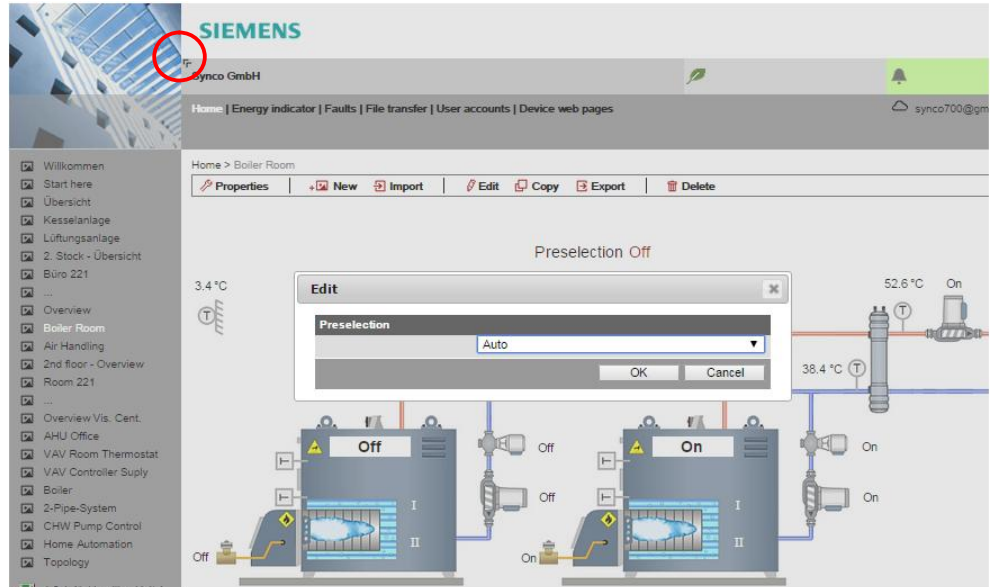 SIEMENS
Synco GmbH
Home | Energy indicator | Faults | File transfer | User accounts | Device web pages
synco700@gm
Willkommen
Start here
Übersicht
Kesselanlage
Lüftungsanlage
2. Stock - Übersicht
Büro 221
...
Overview
Boiler Room
Air Handling
2nd floor - Overview
Room 221
...
Overview Vis. Cent.
AHU Office
VAV Room Thermostat
VAV Controller Suply
Boiler
2-Pipe-System
CHW Pump Control
Home Automation
Topology
Home > Boiler Room
Properties | New Import | Edit Copy Export | Delete
Preselection Off
3.4 °C
T
52.6 °C On
T
38.4 °C T
Edit
Preselection
Auto
OK Cancel
Off
Off
Off
I
II
Off
On
On
On
I
II
On